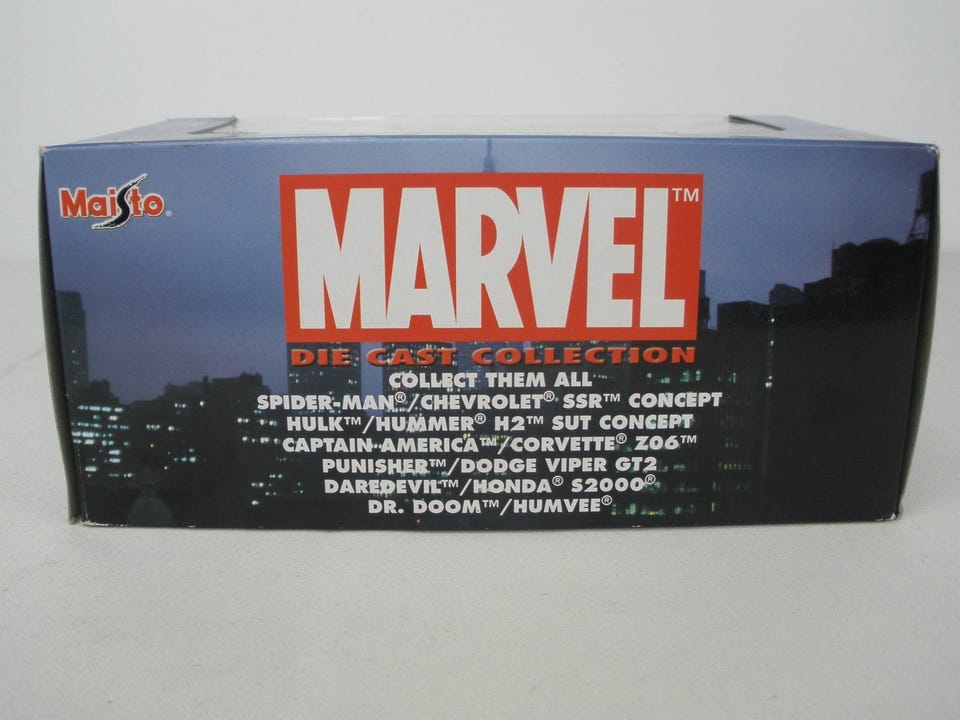 Maisto®
MARVEL™
DIE CAST COLLECTION
COLLECT THEM ALL
SPIDER-MAN®/CHEVROLET® SSR™ CONCEPT
HULK™/HUMMER® H2™ SUT CONCEPT
CAPTAIN AMERICA™/CORVETTE® Z06™
PUNISHER™/DODGE VIPER GT2
DAREDEVIL™/HONDA® S2000®
DR. DOOM™/HUMVEE®